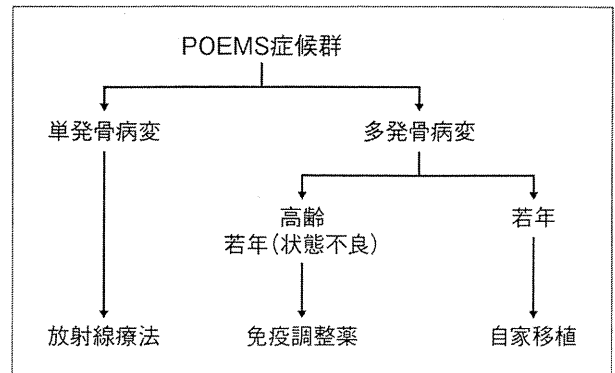 POEMS症候群
単発骨病変
多発骨病変
高齢
若年(状態不良)
若年
放射線療法
免疫調整薬
自家移植